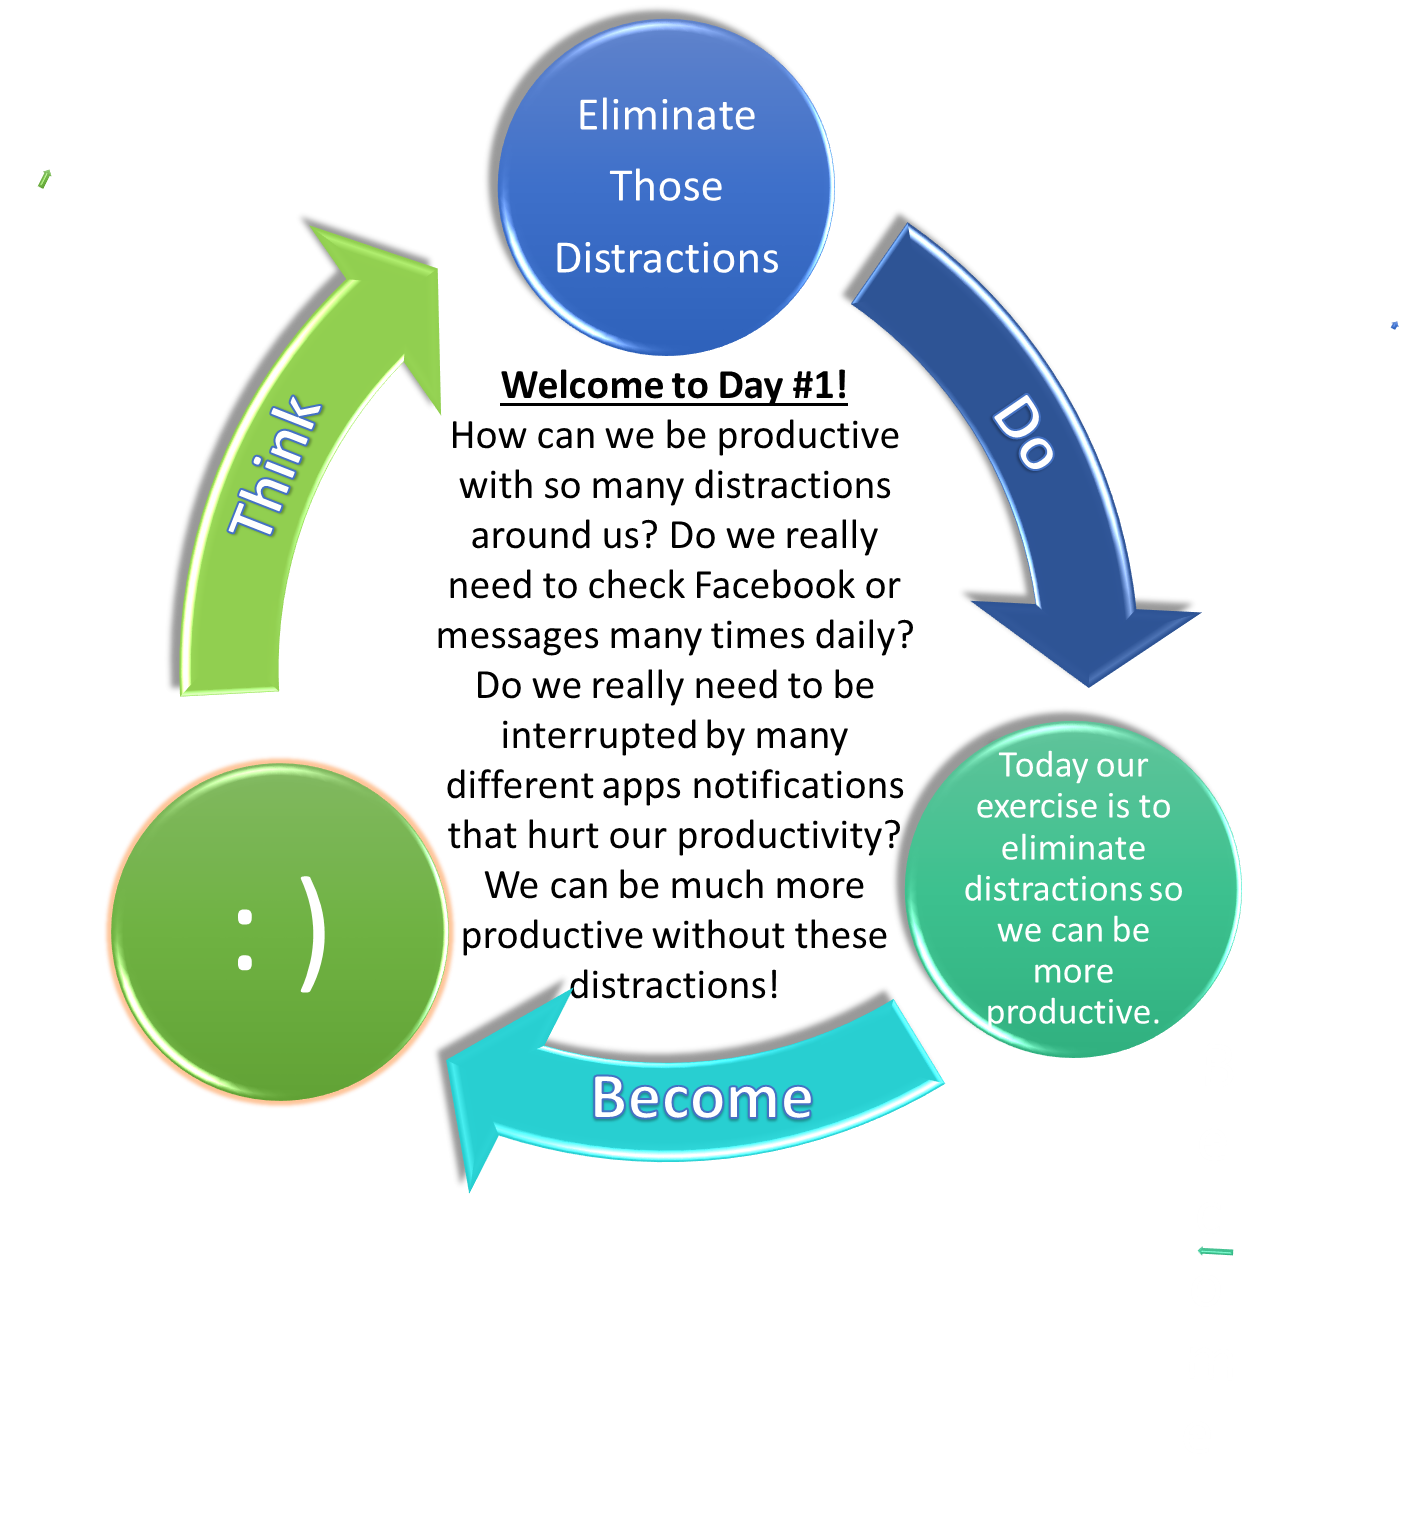 Eliminate
Those
Distractions
Do
Think
Welcome to Day #1!
How can we be productive
with so many distractions
around us? Do we really
need to check Facebook or
messages many times daily?
Do we really need to be
interrupted by many
different apps notifications
that hurt our productivity?
We can be much more
productive without these
distractions!
Today our
exercise is to
eliminate
distractions so
we can be
more
productive.
Become
:)